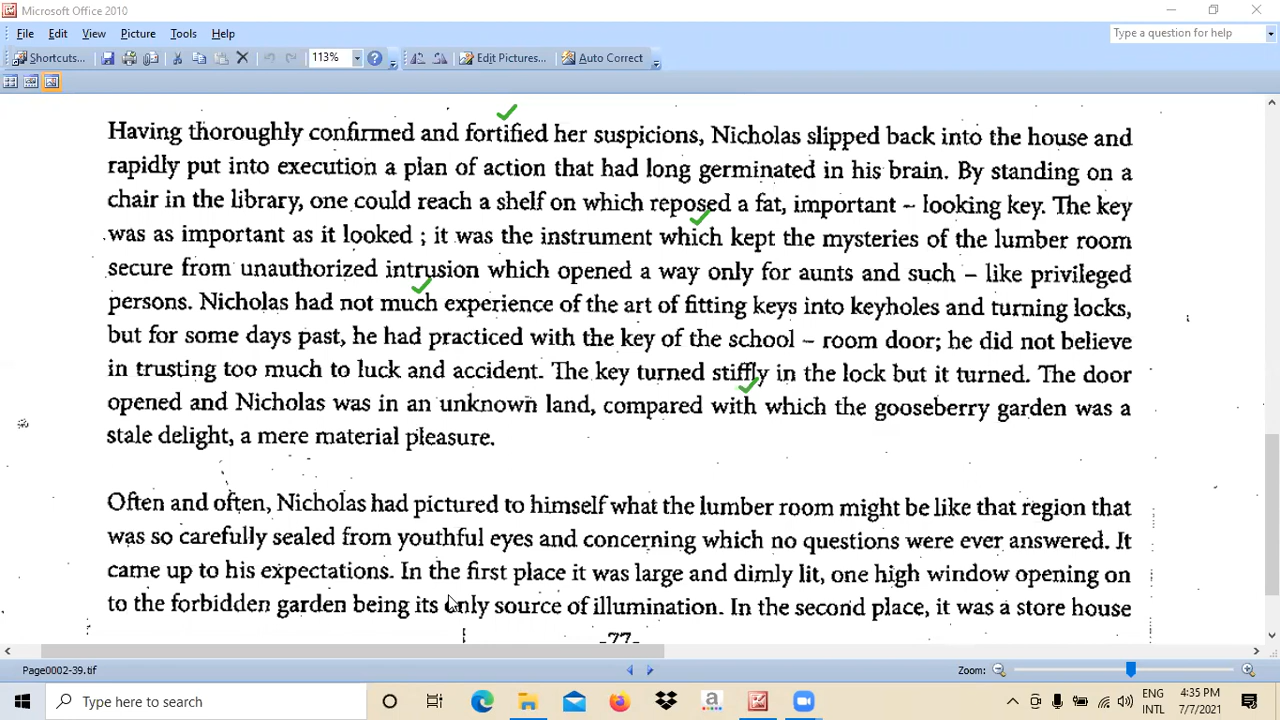 Microsoft Office 2010
File Edit View Picture Tools Help
Type a question for help
Shortcuts... 113% Edit Pictures... Auto Correct
Having thoroughly confirmed and fortified her suspicions, Nicholas slipped back into the house and
rapidly put into execution a plan of action that had long germinated in his brain. By standing on a
chair in the library, one could reach a shelf on which reposed a fat, important – looking key. The key
was as important as it looked ; it was the instrument which kept the mysteries of the lumber room
secure from unauthorized intrusion which opened a way only for aunts and such – like privileged
persons. Nicholas had not much experience of the art of fitting keys into keyholes and turning locks,
but for some days past, he had practiced with the key of the school – room door; he did not believe
in trusting too much to luck and accident. The key turned stiffly in the lock but it turned. The door
opened and Nicholas was in an unknown land, compared with which the gooseberry garden was a
stale delight, a mere material pleasure.
Often and often, Nicholas had pictured to himself what the lumber room might be like that region that
was so carefully sealed from youthful eyes and concerning which no questions were ever answered. It
came up to his expectations. In the first place it was large and dimly lit, one high window opening on
to the forbidden garden being its only source of illumination. In the second place, it was a store house
-77-
Page0002-39.tif
Zoom:
Type here to search
ENG
INTL
4:35 PM
7/7/2021